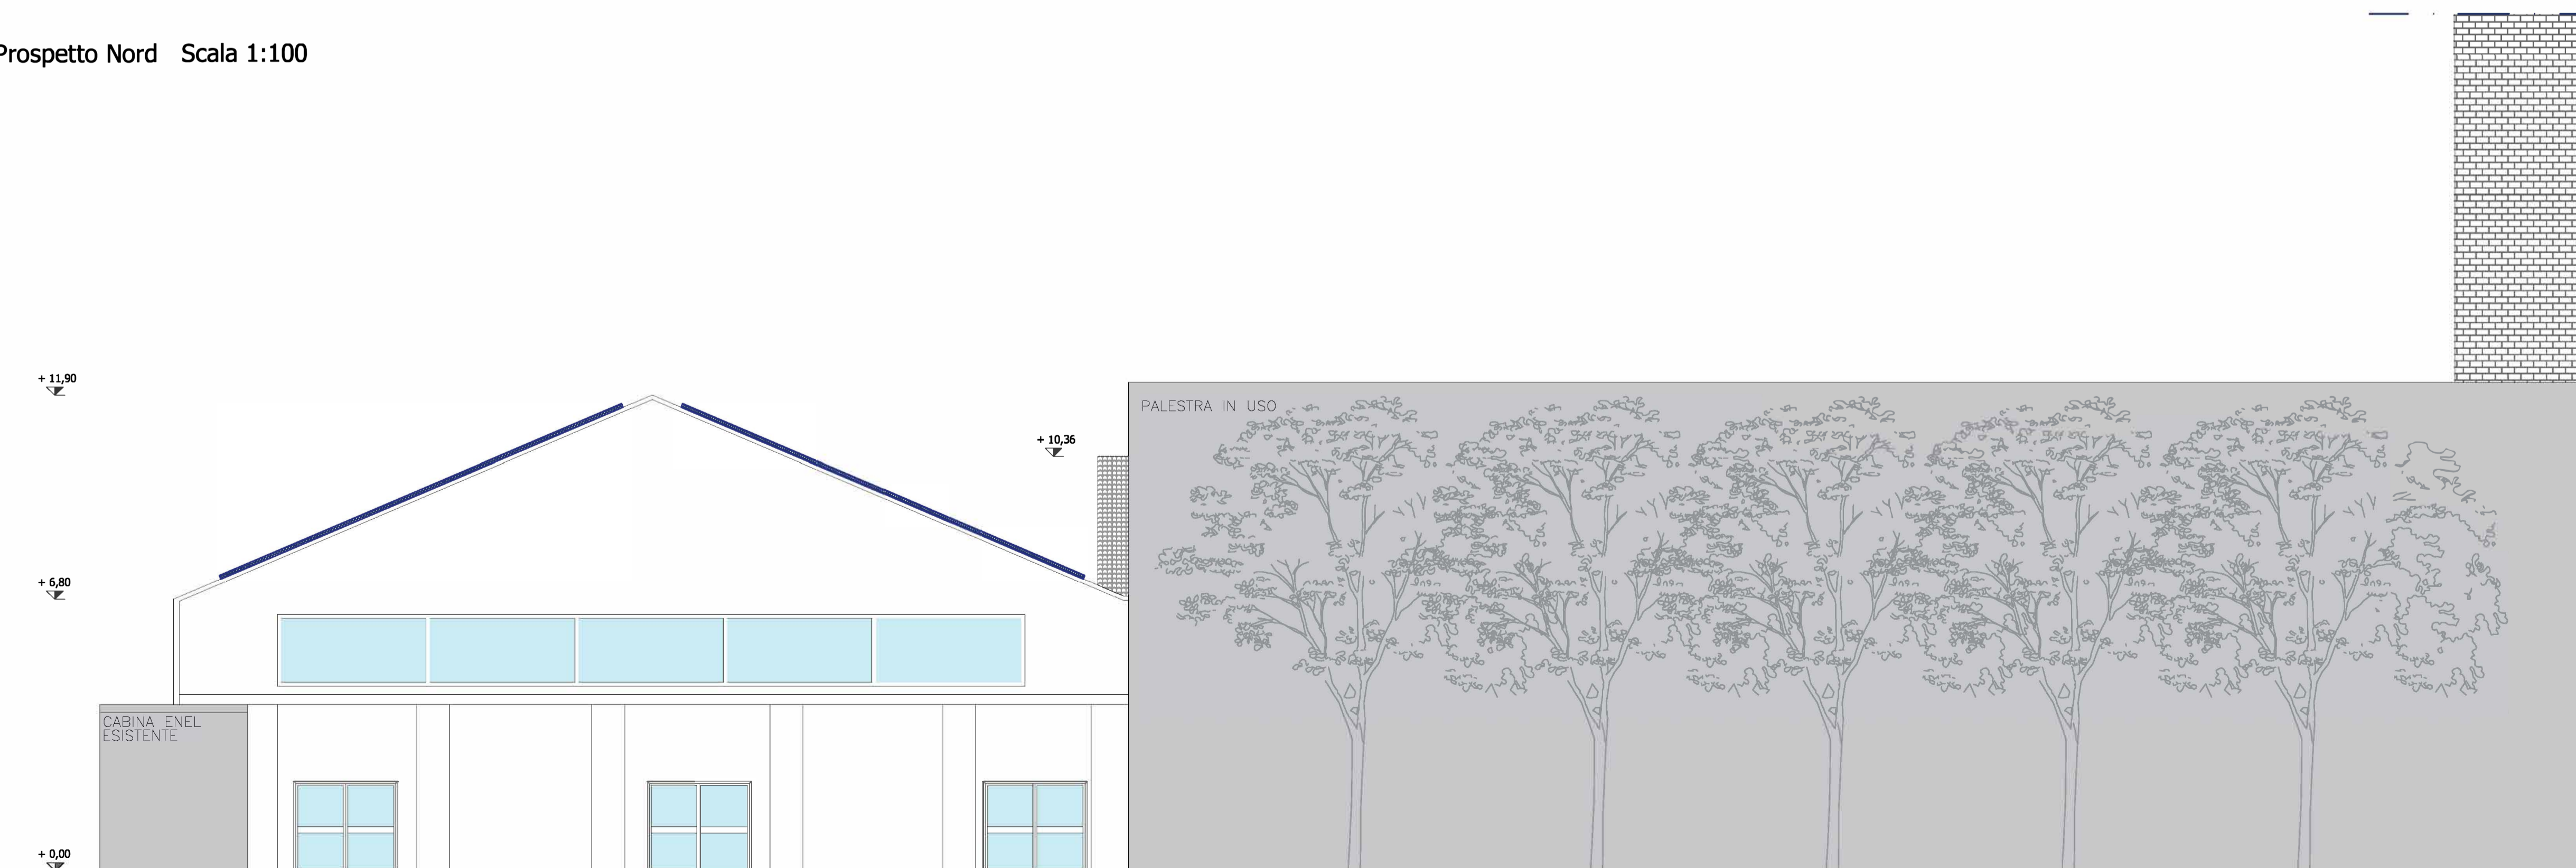 Prospetto Nord Scala 1:100
+ 11,90
PALESTRA IN USO
+ 10,36
+ 6,80
CABINA ENEL
ESISTENTE
+ 0,00